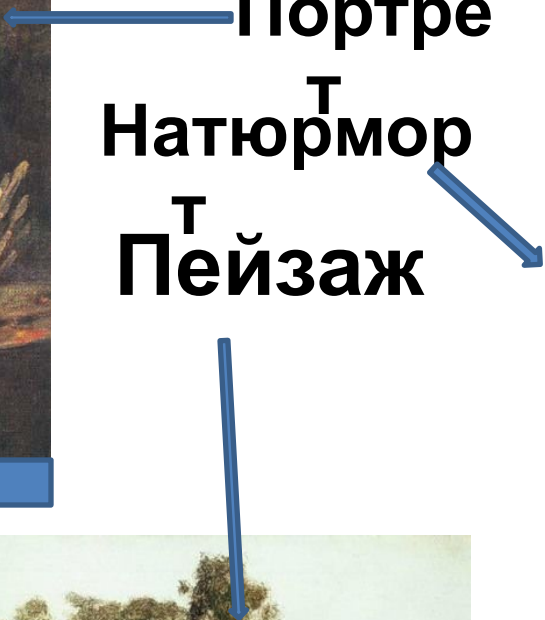 Портре
т
Натюрмор
т
Пейзаж